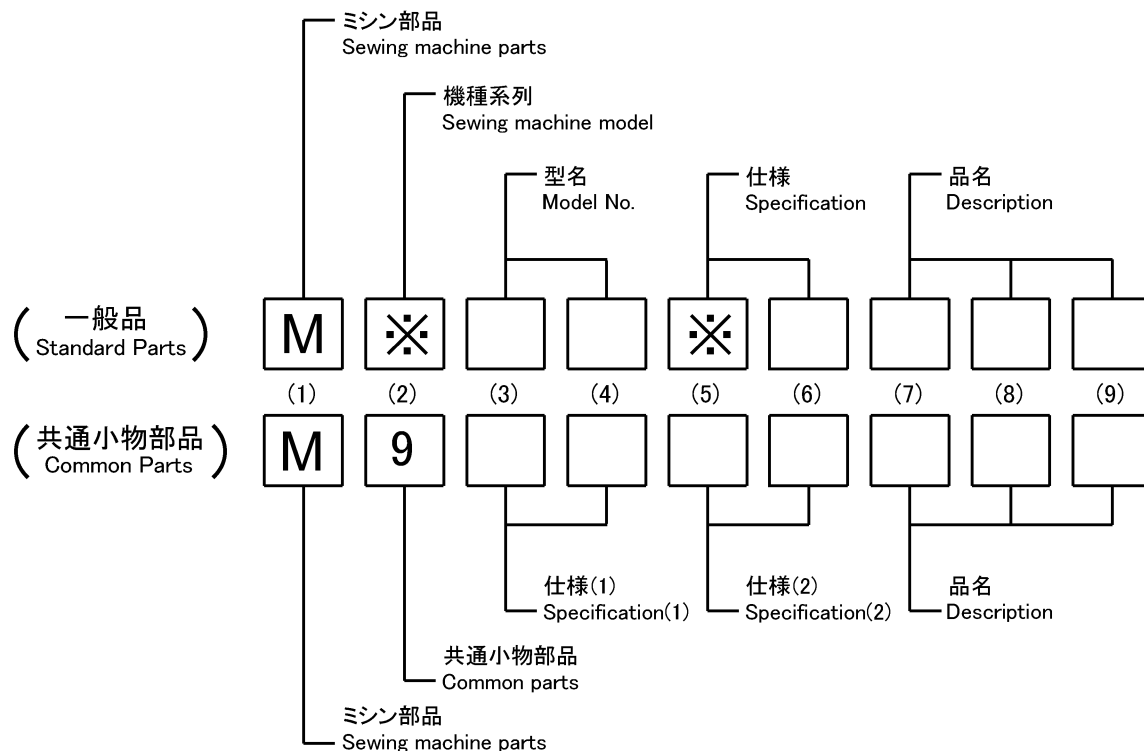 ミシン部品
Sewing machine parts
機種系列
Sewing machine model
型名
Model No.
仕様
Specification
品名
Description
一般品
Standard Parts
M ※ ※
(1) (2) (3) (4) (5) (6) (7) (8) (9)
共通小物部品
Common Parts
M 9
仕様(1)
Specification(1)
仕様(2)
Specification(2)
品名
Description
共通小物部品
Common parts
ミシン部品
Sewing machine parts